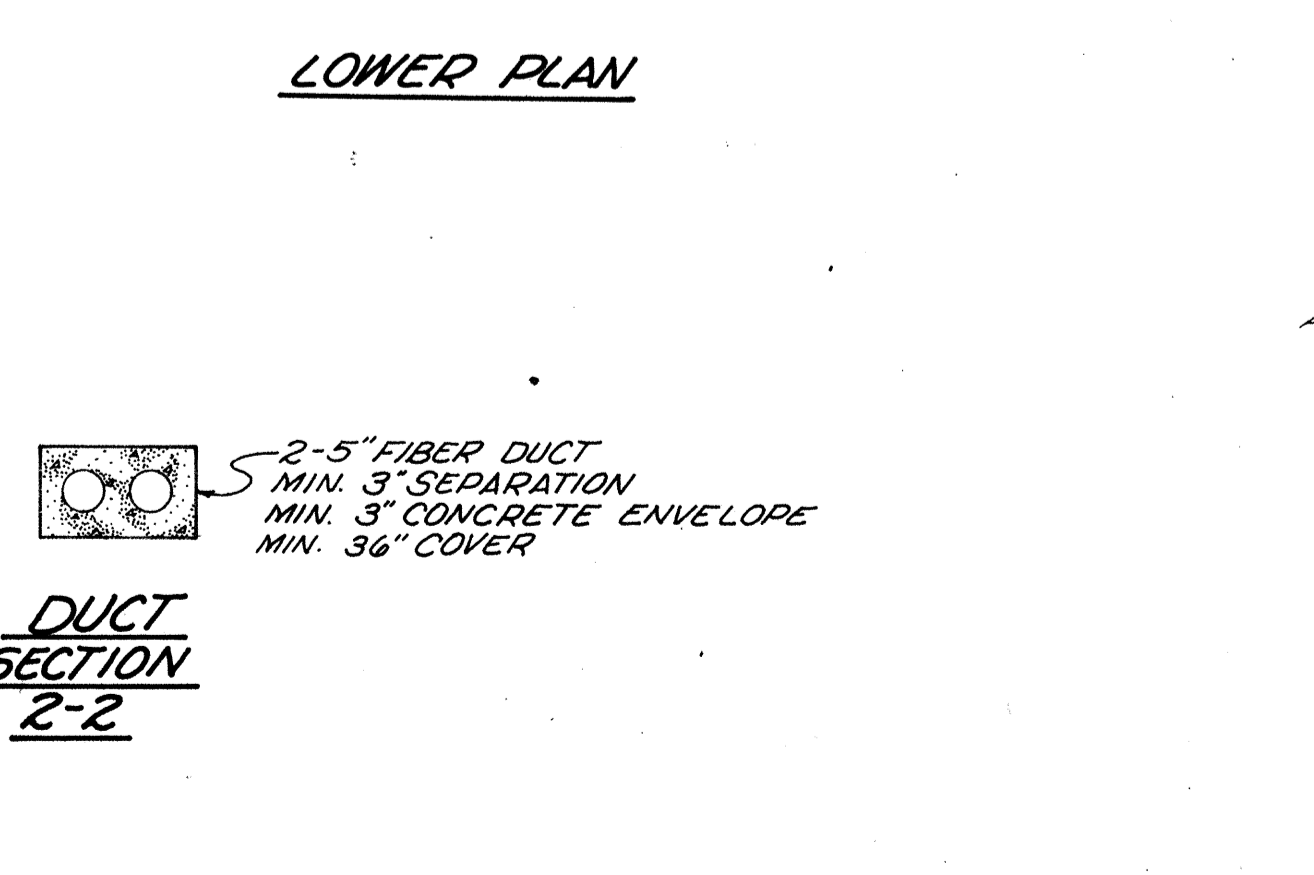 LOWER PLAN
2-5" FIBER DUCT
MIN. 3" SEPARATION
MIN. 3" CONCRETE ENVELOPE
MIN. 36" COVER
DUCT
SECTION
2-2